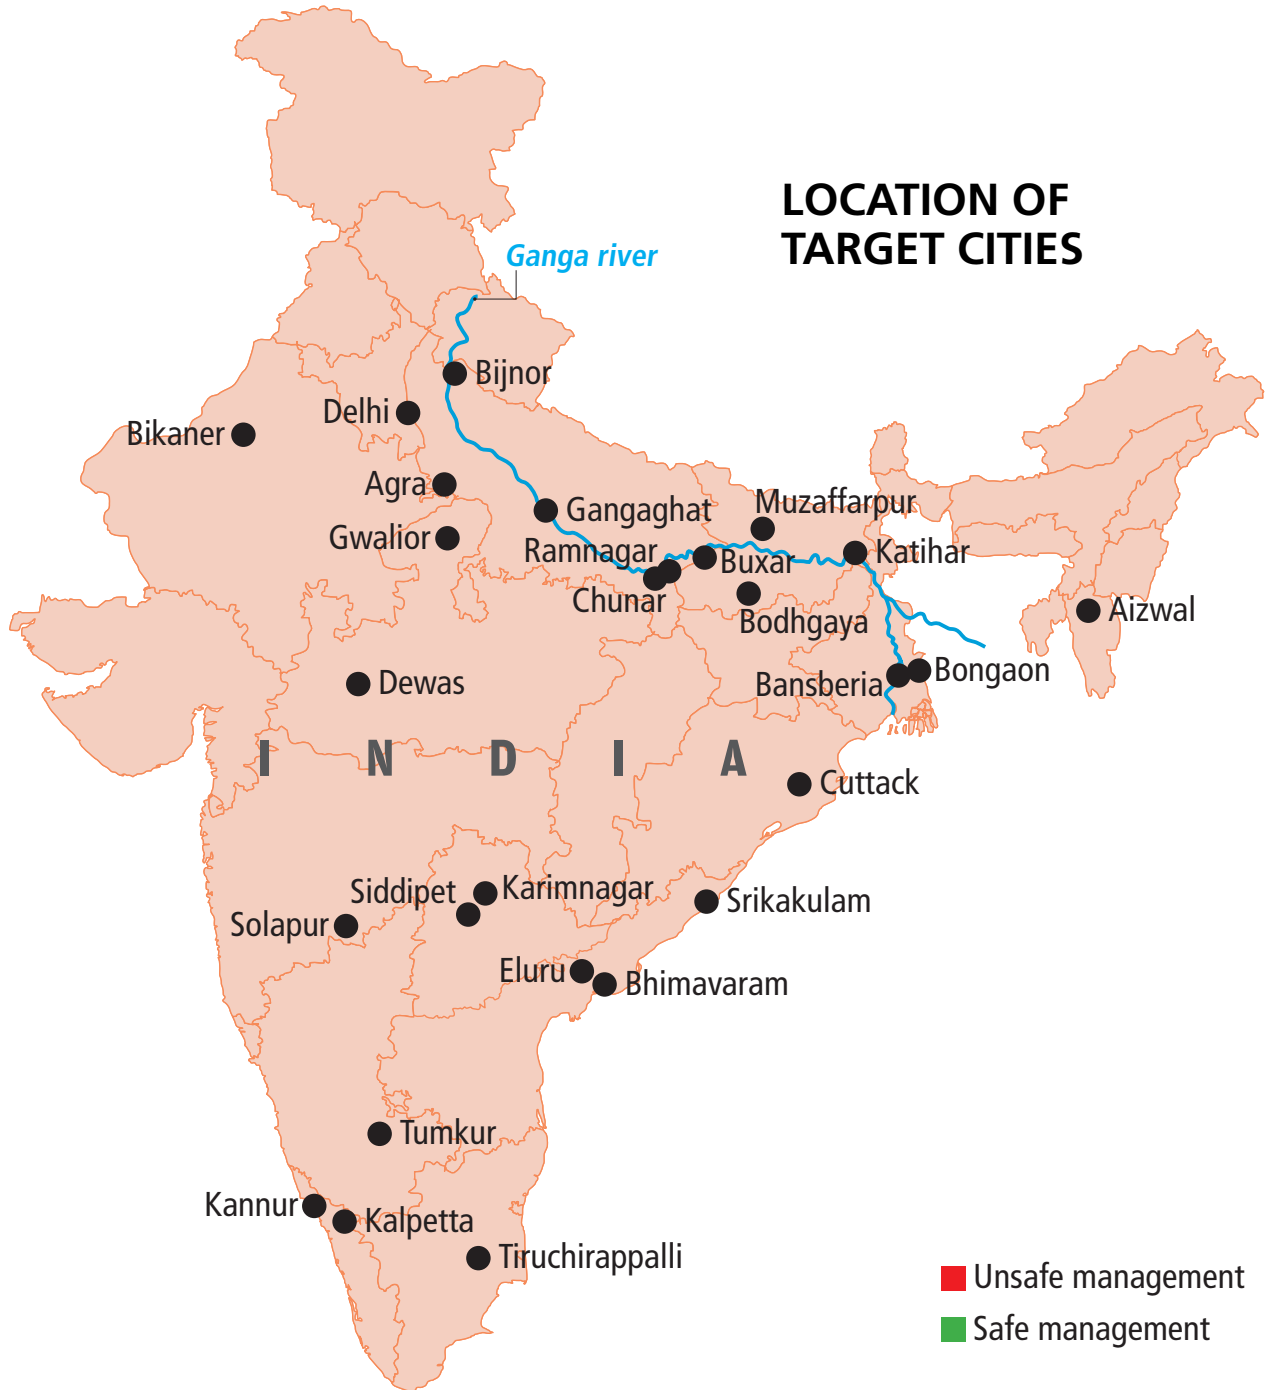 LOCATION OF
TARGET CITIES
Ganga river
Bijnor
Delhi
Bikaner
Agra
Gangaghat
Muzaffarpur
Gwalior
Ramnagar
Buxar
Katihar
Chunar
Bodhgaya
Aizwal
Dewas
Bansberia
Bongaon
I N D I A
Cuttack
Siddipet
Karimnagar
Solapur
Srikakulam
Eluru
Bhimavaram
Tumkur
Kannur
Kalpetta
Tiruchirappalli
Unsafe management
Safe management